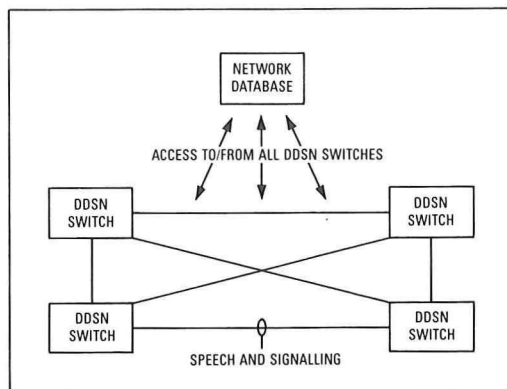 NETWORK
DATABASE
ACCESS TO/FROM ALL DDSN SWITCHES
DDSN
SWITCH
DDSN
SWITCH
DDSN
SWITCH
DDSN
SWITCH
SPEECH AND SIGNALLING